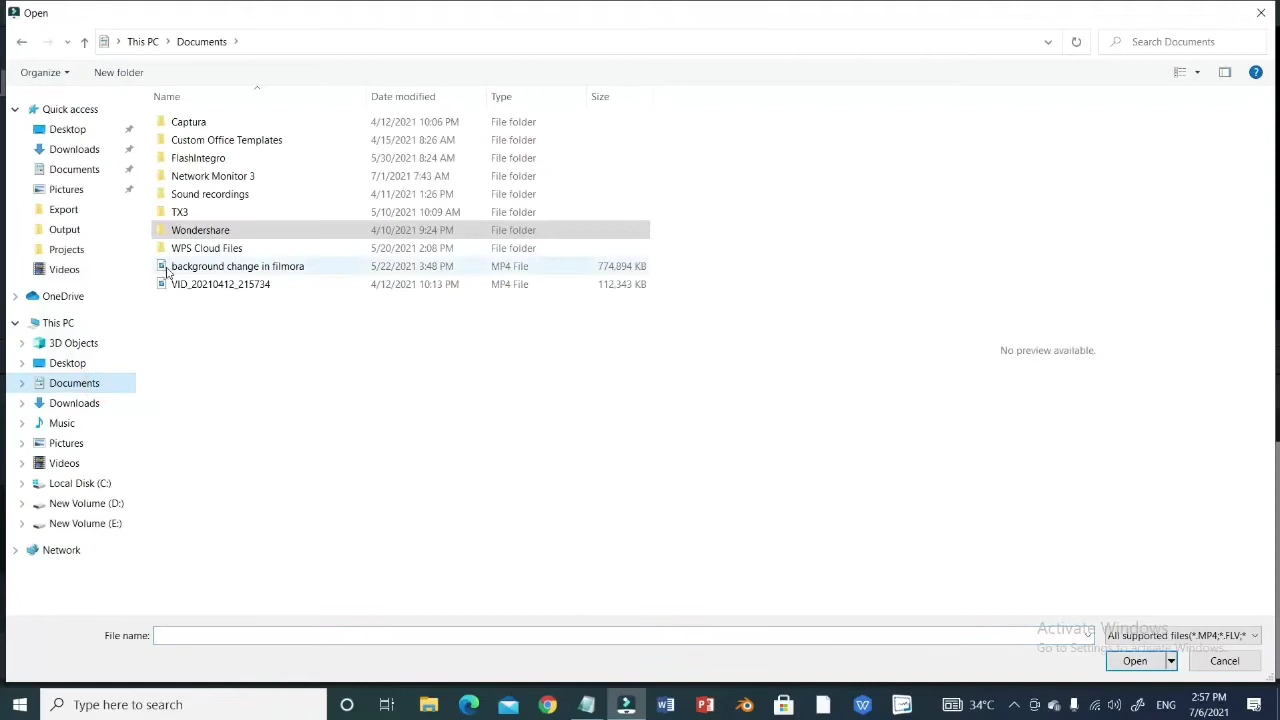 Open
This PC Documents
Search Documents
Organize New folder
Name Date modified Type Size
Quick access
Desktop
Downloads
Documents
Pictures
Export
Output
Projects
Videos
OneDrive
This PC
3D Objects
Desktop
Documents
Downloads
Music
Pictures
Videos
Local Disk (C:)
New Volume (D:)
New Volume (E:)
Network
Captura 4/12/2021 10:06 PM File folder
Custom Office Templates 4/15/2021 8:26 AM File folder
FlashIntegro 5/30/2021 8:24 AM File folder
Network Monitor 3 7/1/2021 7:43 AM File folder
Sound recordings 4/11/2021 1:26 PM File folder
TX3 5/10/2021 10:09 AM File folder
Wondershare 4/10/2021 9:24 PM File folder
WPS Cloud Files 5/20/2021 2:08 PM File folder
background change in filmora 5/22/2021 3:48 PM MP4 File 774,894 KB
VID_20210412_215734 4/12/2021 10:13 PM MP4 File 112,343 KB
No preview available.
File name:
All supported files(*.MP4;*.FLV;*
Activate Windows
Go to Settings to activate Windows.
Open Cancel
Type here to search
34°C
ENG
2:57 PM
7/6/2021